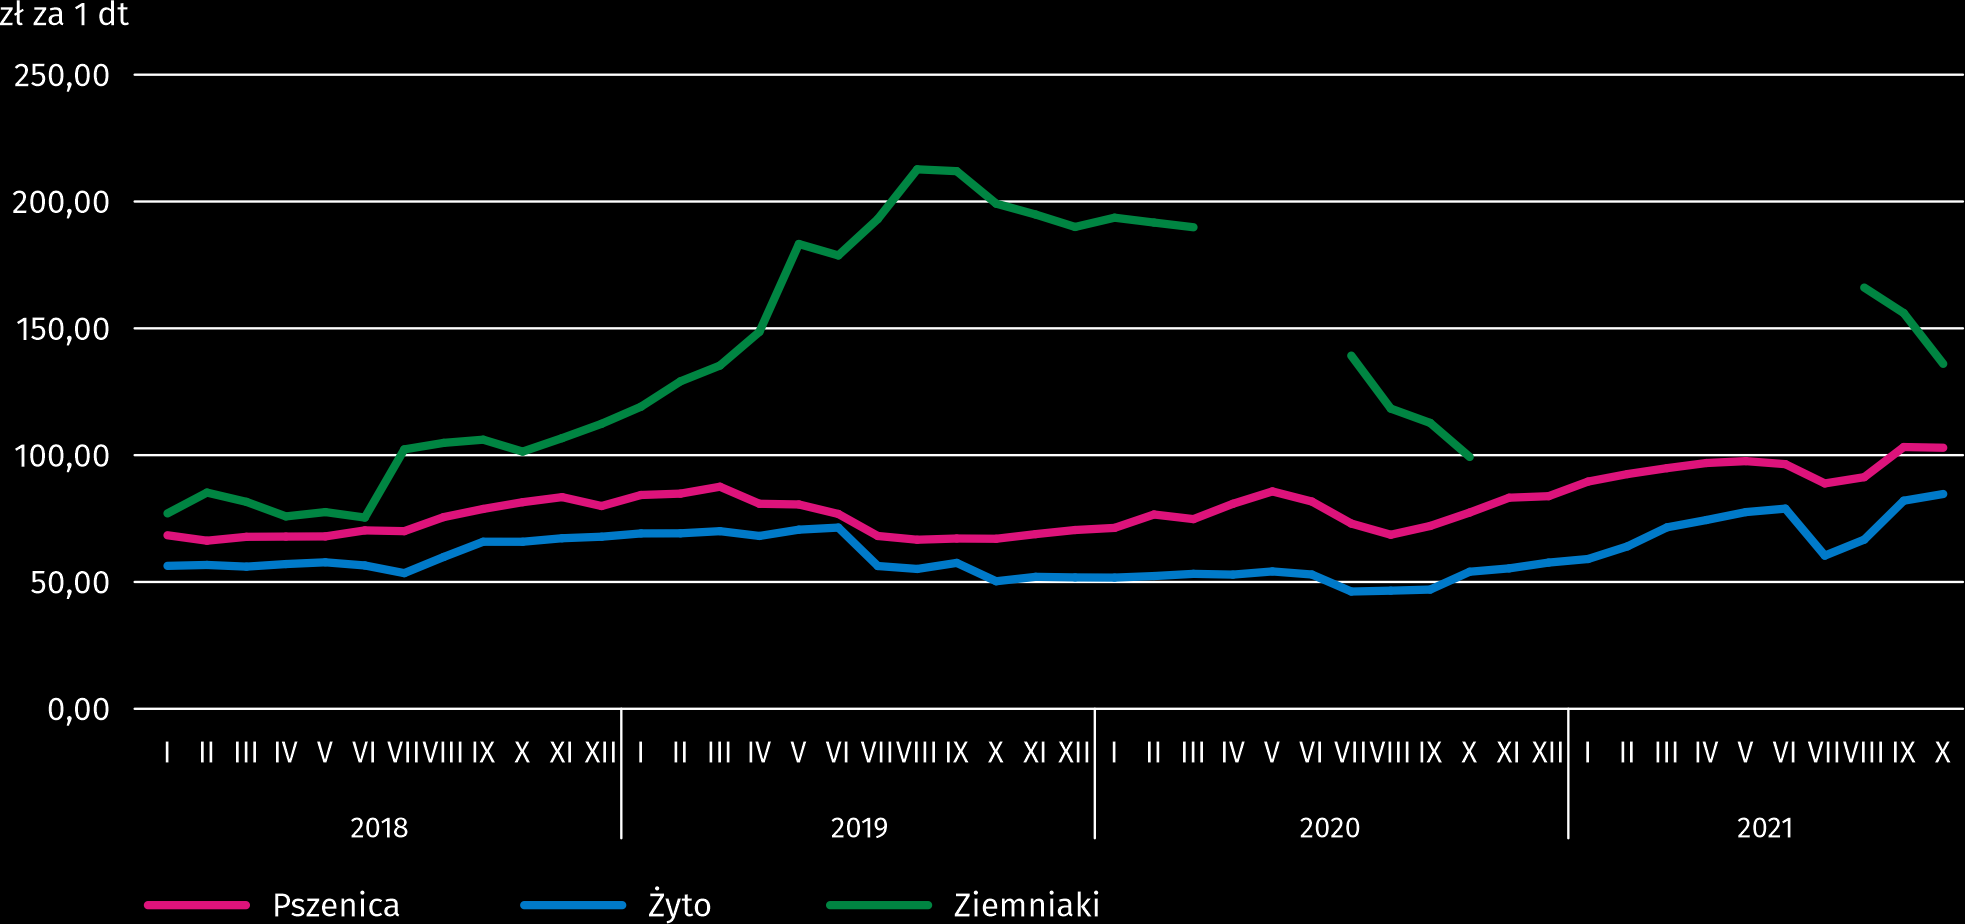 zł za 1 dt
250,00
200,00
150,00
100,00
50,00
0,00
I II III IV V VI VII VIII IX X XI XII I II III IV V VI VII VIII IX X XI XII I II III IV V VI VII VIII IX X XI XII I II III IV V VI VII VIII IX X
2018 2019 2020 2021
Pszenica Żyto Ziemniaki